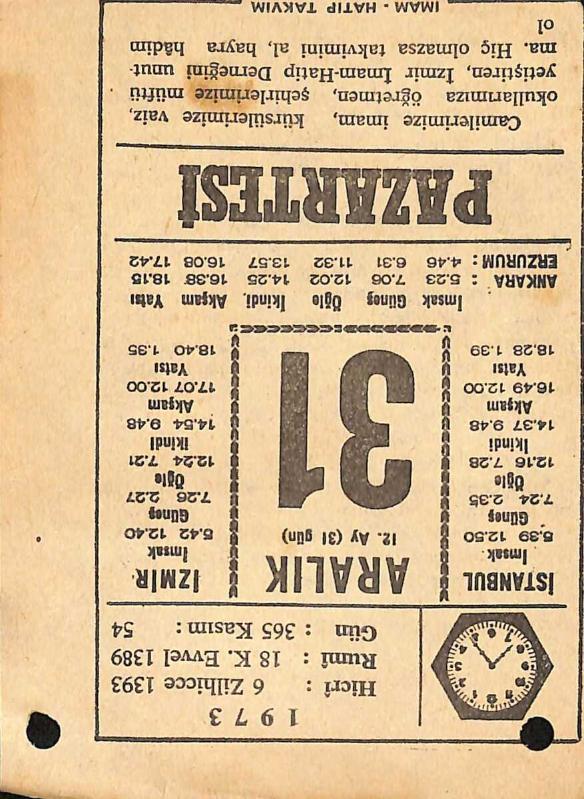 1973
Hicrî : 6 Zilhicce 1393
Rumî : 18 K. Evvel 1389
Gün : 365 Kasım : 54
İSTANBUL
İmsak
5.39 12.50
Güneş
7.24 2.35
Öğle
12.16 7.28
İkindi
14.37 9.48
Akşam
16.49 12.00
Yatsı
18.28 1.39
ARALIK
12. Ay (31 gün)
31
İZMİR
İmsak
5.42 12.40
Güneş
7.26 2.27
Öğle
12.24 7.21
İkindi
14.54 9.48
Akşam
17.07 12.00
Yatsı
18.40 1.35
İmsak Güneş Öğle İkindi, Akşam Yatsı
ANKARA : 5.23 7.06 12.02 14.25 16.38 18.15
ERZURUM : 4.46 6.31 11.32 13.57 16.08 17.42
PAZARTESİ
Camilerimize imam, kürsülerimize vaiz,
okullarımıza öğretmen, şehirlerimize müftü
yetiştiren, İzmir İmam-Hatip Derneğini unut-
ma. Hiç olmazsa takvimini al, hayra hâdim
ol
İMAM - HATİP TAKVİM